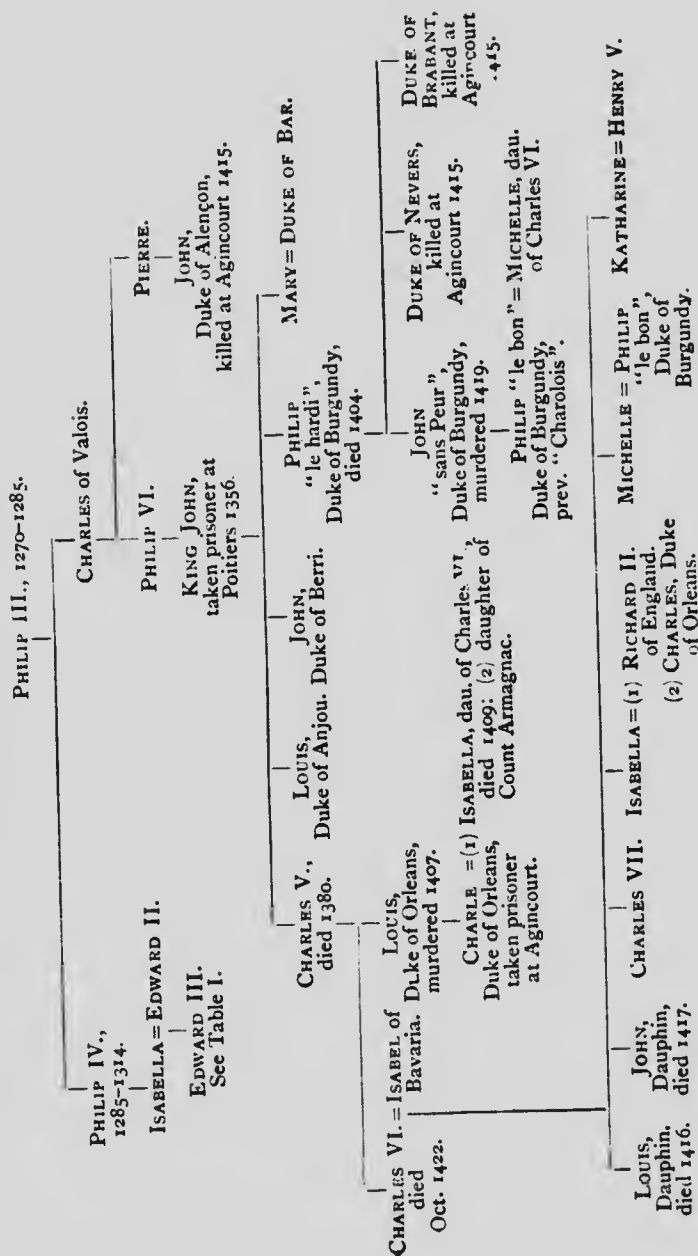 PHILIP III., 1270–1285.
PHILIP IV.,
1285–1314.
ISABELLA = EDWARD II.
EDWARD III.
See Table I.
CHARLES of Valois.
PHILIP VI.
KING JOHN,
taken prisoner at
Poitiers 1356.
PIERRE.
JOHN,
Duke of Alençon,
killed at Agincourt 1415.
CHARLES V.,
died 1380.
LOUIS,
Duke of Anjou.
JOHN,
Duke of Berri.
PHILIP
"le hardi",
Duke of Burgundy,
died 1404.
MARY = DUKE OF BAR.
CHARLES VI. = ISABEL of
died Bavaria.
Oct. 1422.
LOUIS,
Duke of Orleans,
murdered 1407.
CHARLE = (1) ISABELLA, dau. of Charles VI.,
Duke of Orleans, died 1409: (2) daughter of
taken prisoner Count Armagnac.
at Agincourt.
JOHN
"sans Peur",
Duke of Burgundy,
murdered 1419.
DUKE OF NEVERS,
killed at
Agincourt 1415.
DUKE OF
BRABANT,
killed at
Agincourt
.415.
PHILIP "le bon" = MICHELLE, dau.
Duke of Burgundy, of Charles VI.
prev. "Charolois".
LOUIS,
Dauphin,
died 1416.
JOHN,
Dauphin,
died 1417.
CHARLES VII.
ISABELLA = (1) RICHARD II.
of England.
(2) CHARLES, Duke
of Orleans.
MICHELLE = PHILIP
"le bon",
Duke of
Burgundy.
KATHARINE = HENRY V.